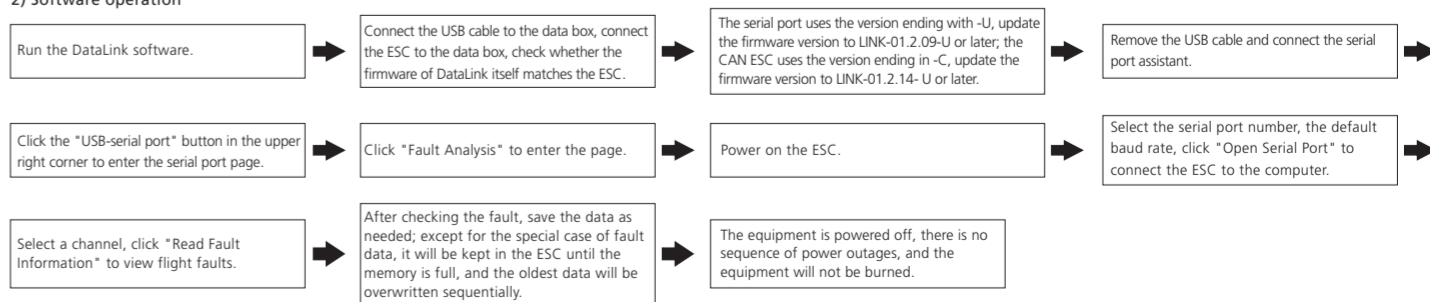 2) Software operation
Run the DataLink software.
Connect the USB cable to the data box, connect
the ESC to the data box, check whether the
firmware of DataLink itself matches the ESC.
The serial port uses the version ending with -U, update
the firmware version to LINK-01.2.09-U or later; the
CAN ESC uses the version ending in -C, update the
firmware version to LINK-01.2.14- U or later.
Remove the USB cable and connect the serial
port assistant.
Click the "USB-serial port" button in the upper
right corner to enter the serial port page.
Click "Fault Analysis" to enter the page.
Power on the ESC.
Select the serial port number, the default
baud rate, click "Open Serial Port" to
connect the ESC to the computer.
Select a channel, click "Read Fault
Information" to view flight faults.
After checking the fault, save the data as
needed; except for the special case of fault
data, it will be kept in the ESC until the
memory is full, and the oldest data will be
overwritten sequentially.
The equipment is powered off, there is no
sequence of power outages, and the
equipment will not be burned.